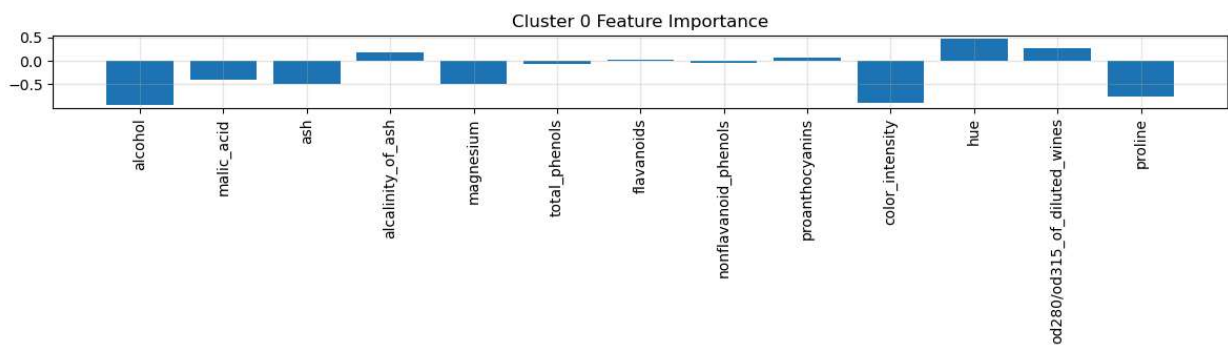 Cluster 0 Feature Importance
0.5
0.0
−0.5
alcohol
malic_acid
ash
alcalinity_of_ash
magnesium
total_phenols
flavanoids
nonflavanoid_phenols
proanthocyanins
color_intensity
hue
od280/od315_of_diluted_wines
proline